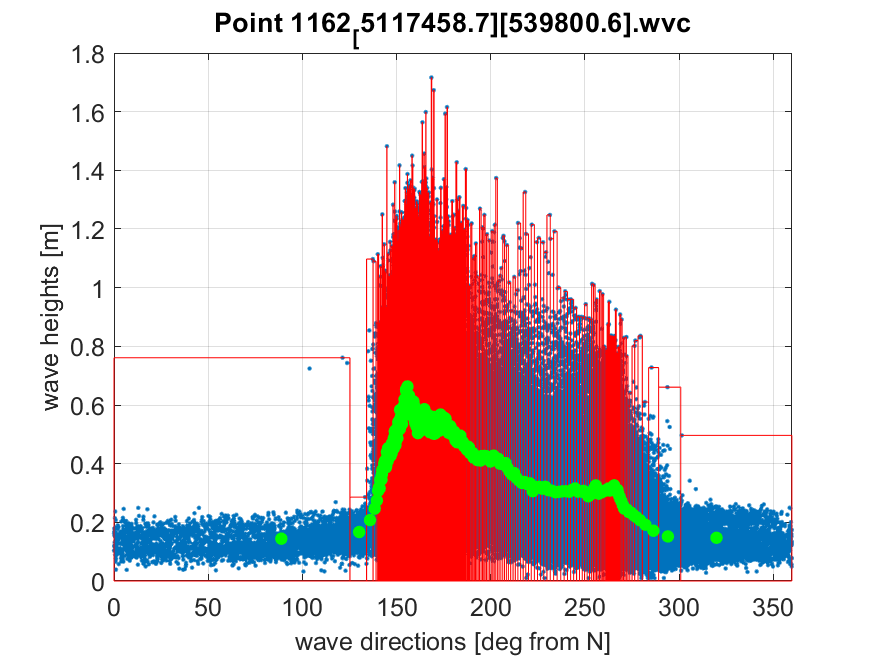 Point 1162[5117458.7][539800.6].wvc
1.8
1.6
1.4
1.2
1
0.8
0.6
0.4
0.2
0
wave heights [m]
0 50 100 150 200 250 300 350
wave directions [deg from N]